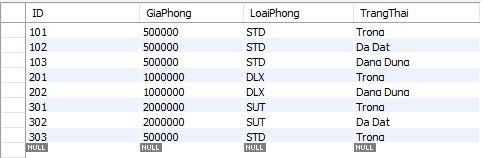 ID GiaPhong LoaiPhong TrangThai
101 500000 STD Trong
102 500000 STD Da Dat
103 500000 STD Dang Dung
201 1000000 DLX Trong
202 1000000 DLX Dang Dung
301 2000000 SUT Trong
302 2000000 SUT Da Dat
303 500000 STD Trong
NULL NULL NULL NULL